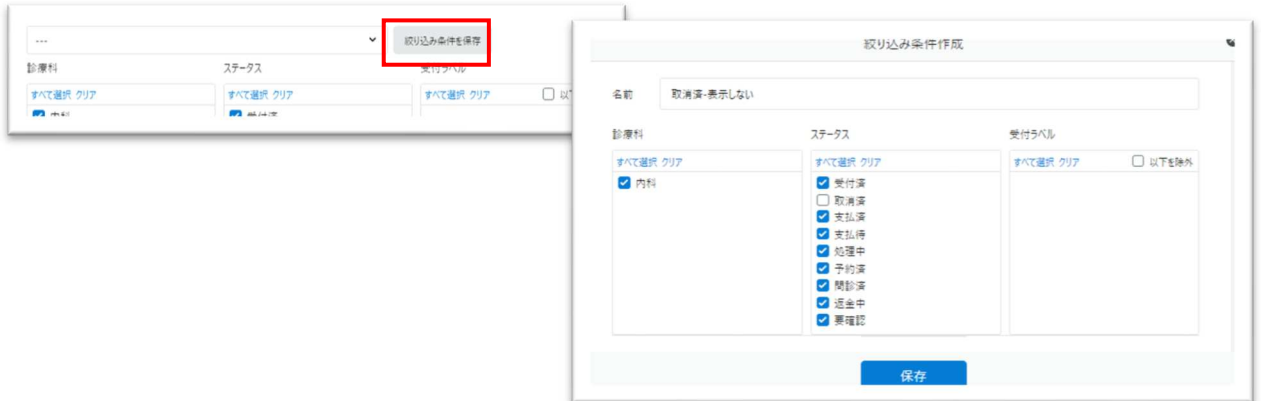 ---
絞り込み条件を保存
診療科 ステータス 受付ラベル
すべて選択 クリア すべて選択 クリア すべて選択 クリア
内科 受付済
絞り込み条件作成
名前 取消済-表示しない
診療科 ステータス 受付ラベル
すべて選択 クリア すべて選択 クリア すべて選択 クリア 以下を除外
内科 受付済
取消済
支払済
支払待
処理中
予約済
問診済
返金中
要確認
保存